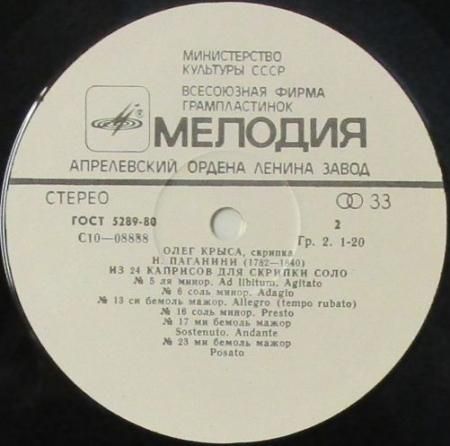 МИНИСТЕРСТВО
КУЛЬТУРЫ СССР
ВСЕСОЮЗНАЯ ФИРМА
ГРАМПЛАСТИНОК
МЕЛОДИЯ
АПРЕЛЕВСКИЙ ОРДЕНА ЛЕНИНА ЗАВОД
СТЕРЕО 33
ГОСТ 5289-80 2
С10—08838 Гр. 2. 1-20
ОЛЕГ КРЫСА, скрипка
Н. ПАГАНИНИ (1782—1840)
ИЗ 24 КАПРИСОВ ДЛЯ СКРИПКИ СОЛО
№ 5 ля минор. Ad libitum. Agitato
№ 6 соль минор. Adagio
№ 13 си бемоль мажор. Allegro (tempo rubato)
№ 16 соль минор. Presto
№ 17 ми бемоль мажор
Sostenuto. Andante
№ 23 ми бемоль мажор
Posato